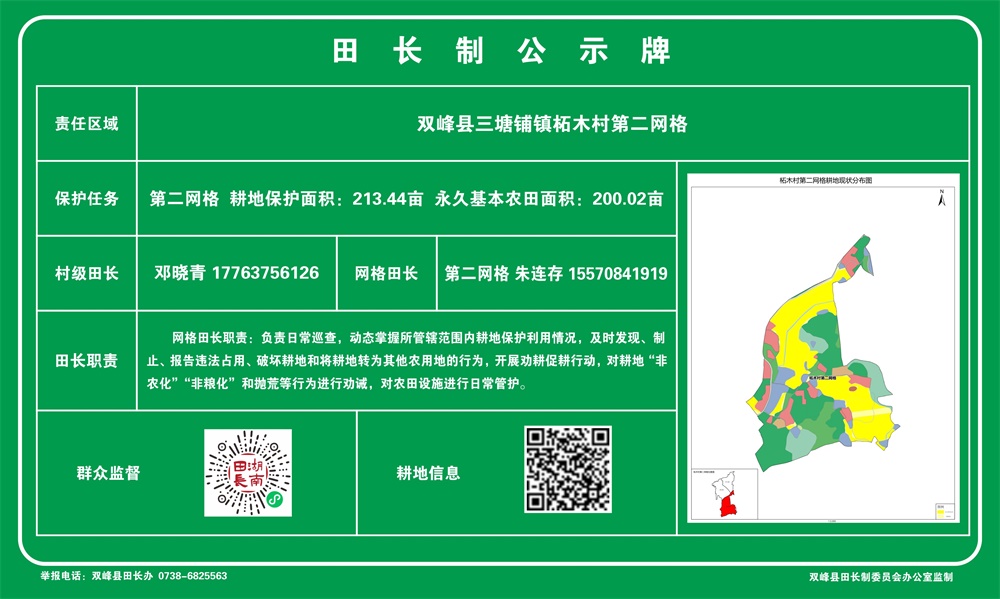 田长制公示牌
责任区域
双峰县三塘铺镇柘木村第二网格
保护任务
第二网格 耕地保护面积：213.44亩 永久基本农田面积：200.02亩
村级田长
邓晓青 17763756126
网格田长
第二网格 朱连存 15570841919
田长职责
网格田长职责：负责日常巡查，动态掌握所管辖范围内耕地保护利用情况，及时发现、制
止、报告违法占用、破坏耕地和将耕地转为其他农用地的行为，开展劝耕促耕行动，对耕地“非
农化”“非粮化”和抛荒等行为进行劝诫，对农田设施进行日常管护。
柘木村第二网格耕地现状分布图
N
柘木村第二网格
群众监督
湖南田長
耕地信息
举报电话：双峰县田长办 0738-6825563
双峰县田长制委员会办公室监制